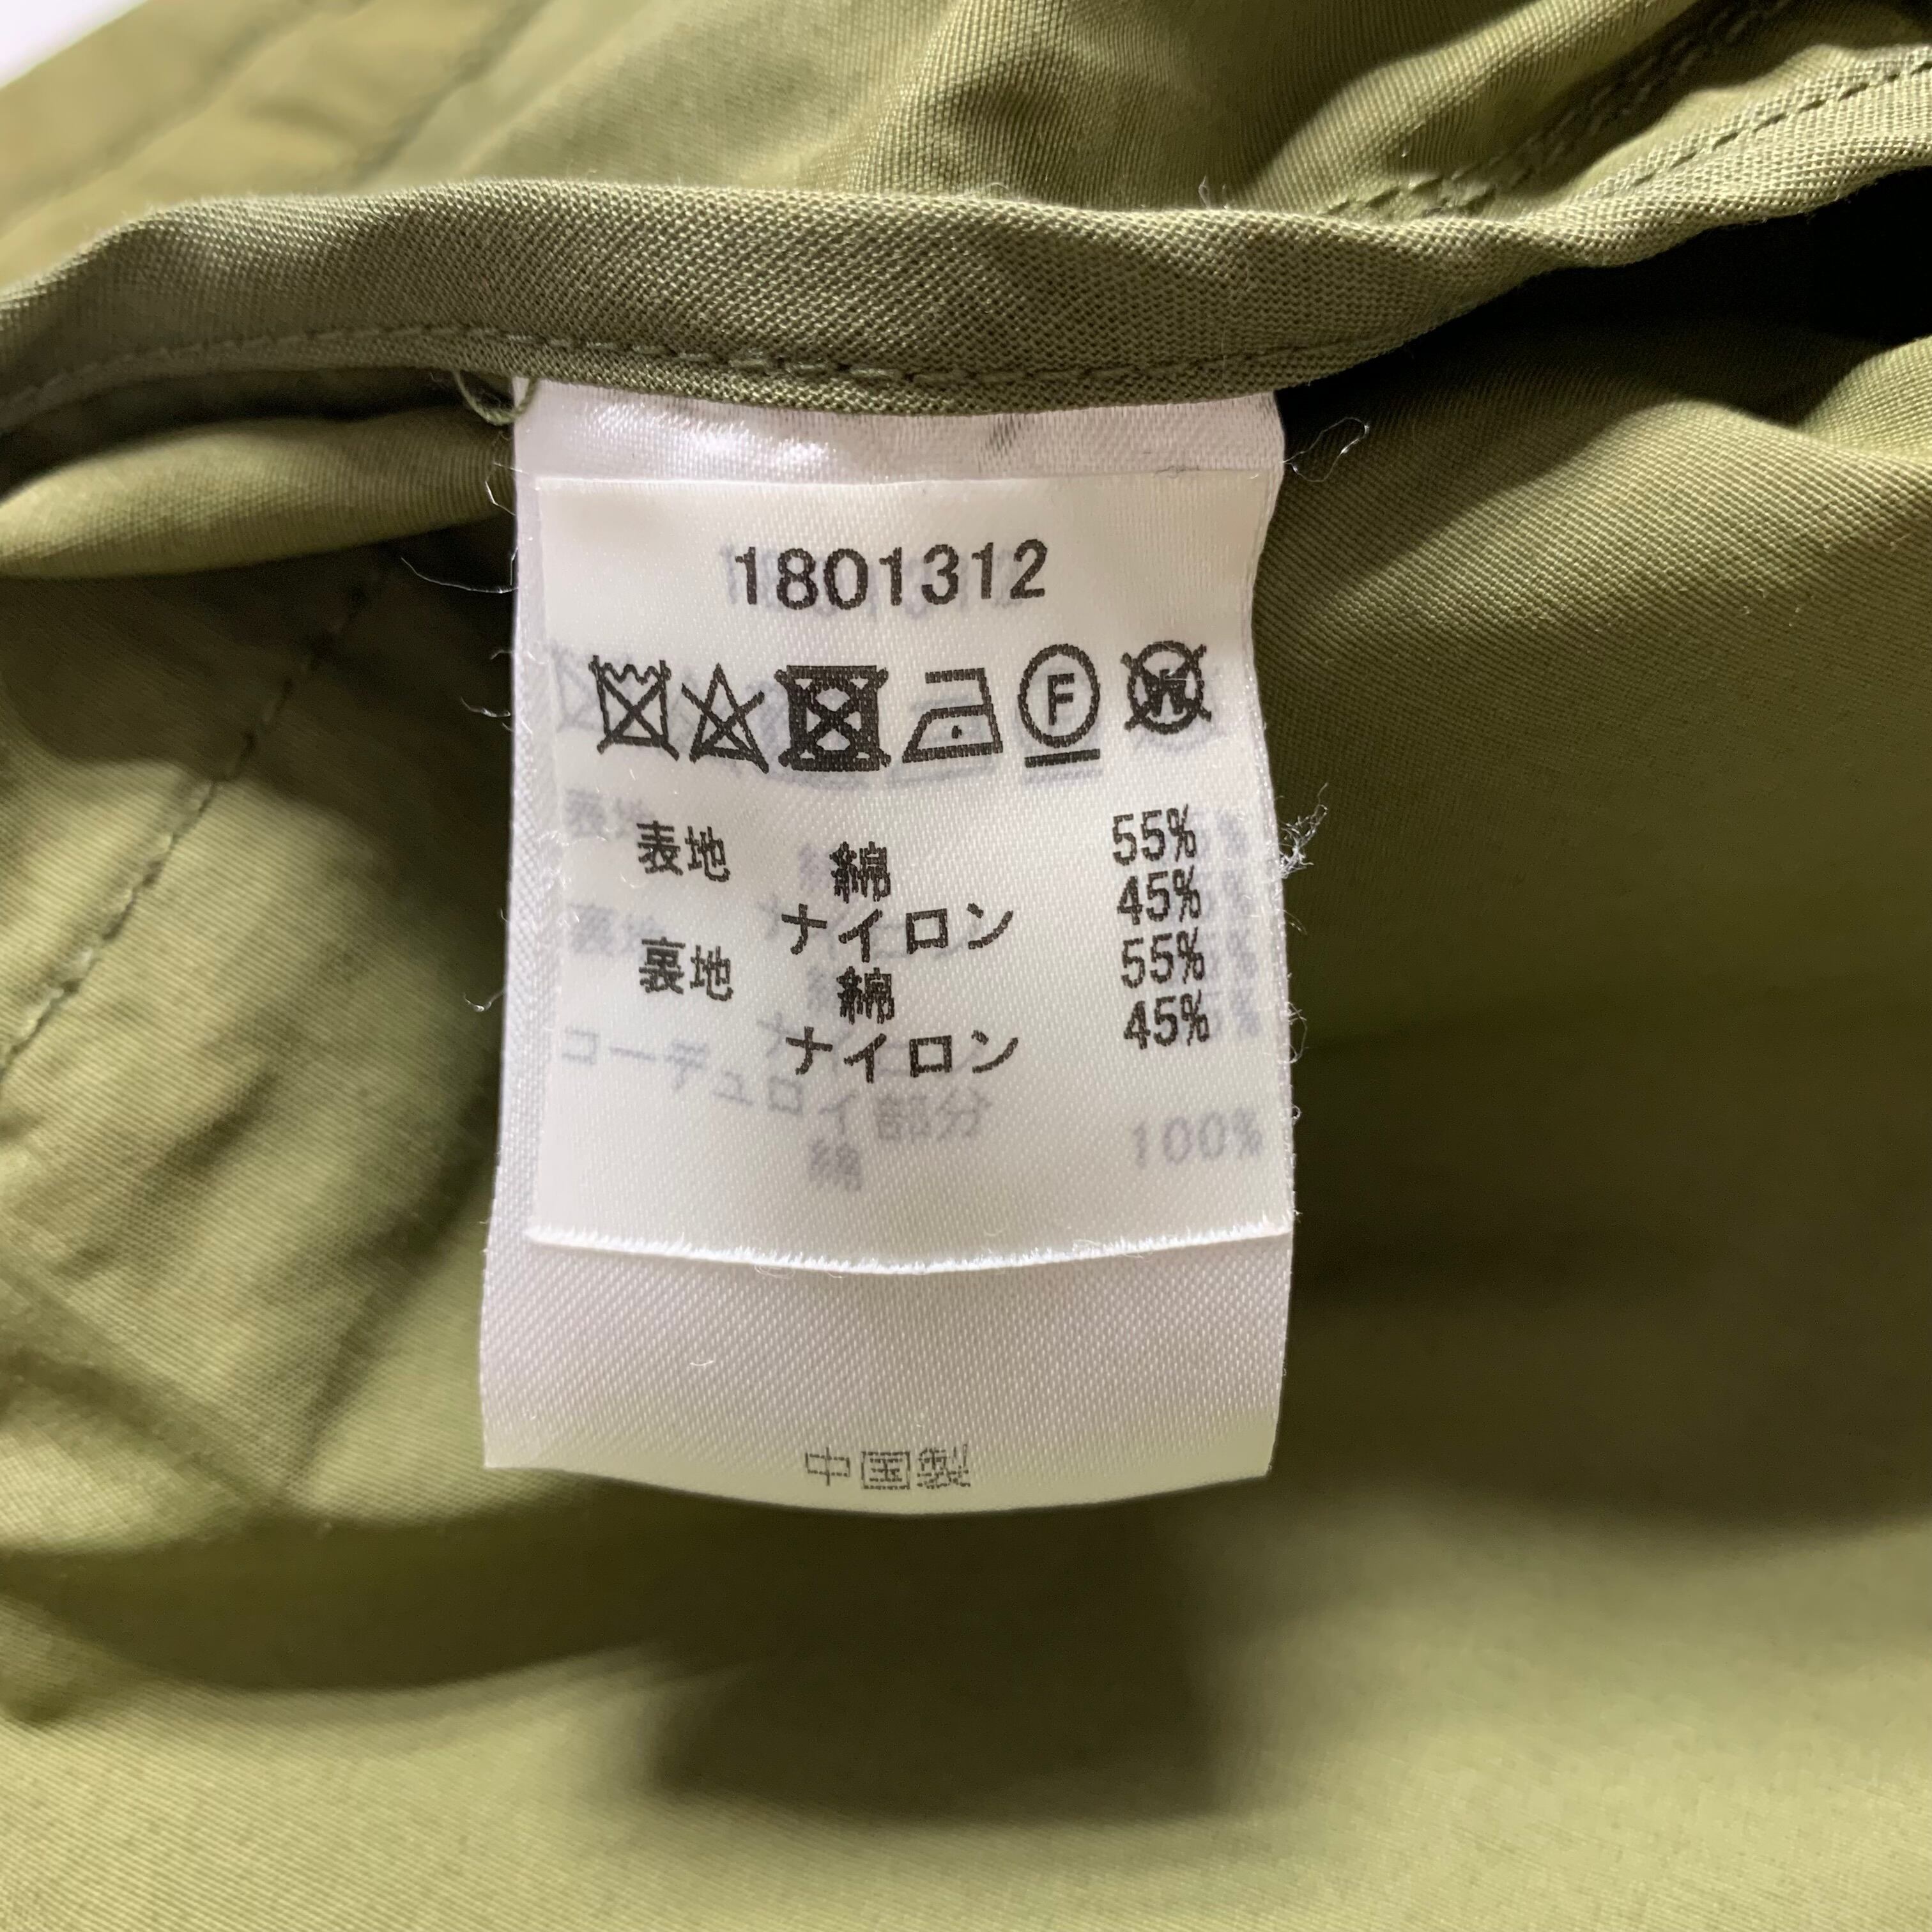 1801312
F
W
表地 綿 55%
ナイロン 45%
裏地 綿 55%
ナイロン 45%
コーデュロイ部分
綿 100%
中国製